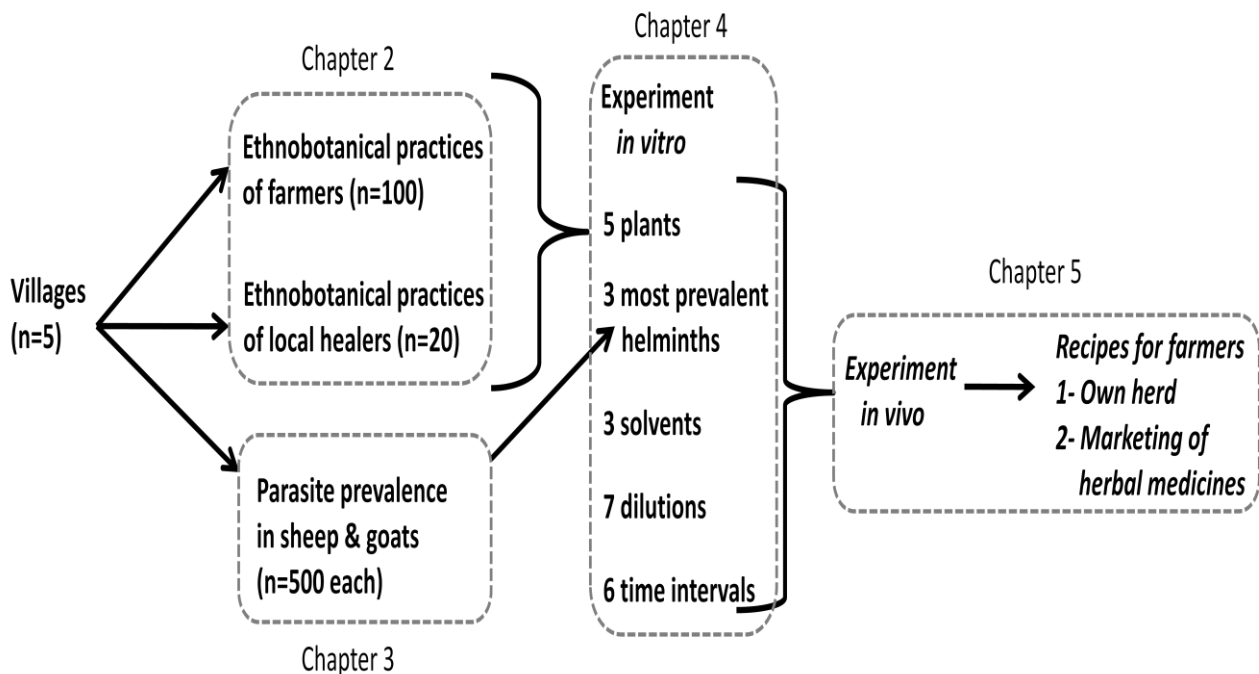 Villages
(n=5)
Chapter 2
Ethnobotanical practices
of farmers (n=100)
Ethnobotanical practices
of local healers (n=20)
Parasite prevalence
in sheep & goats
(n=500 each)
Chapter 3
Chapter 4
Experiment
in vitro
5 plants
3 most prevalent
helminths
3 solvents
7 dilutions
6 time intervals
Chapter 5
Experiment
in vivo
Recipes for farmers
1- Own herd
2- Marketing of
herbal medicines